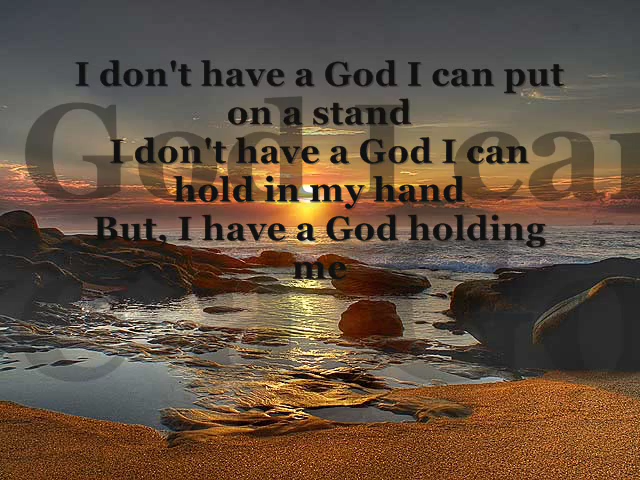 I don't have a God I can put
on a stand
I don't have a God I can
hold in my hand
But, I have a God holding
me
God I